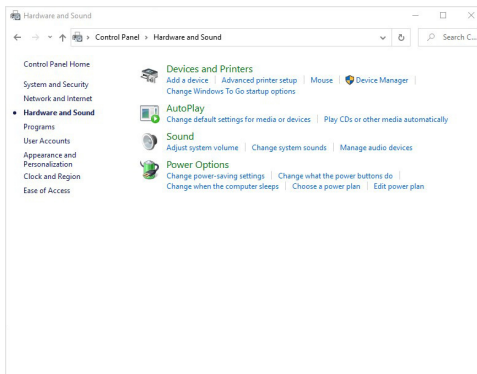 Hardware and Sound
Control Panel › Hardware and Sound
Search C...
Control Panel Home
System and Security
Network and Internet
Hardware and Sound
Programs
User Accounts
Appearance and
Personalization
Clock and Region
Ease of Access
Devices and Printers
Add a device | Advanced printer setup | Mouse | Device Manager |
Change Windows To Go startup options
AutoPlay
Change default settings for media or devices | Play CDs or other media automatically
Sound
Adjust system volume | Change system sounds | Manage audio devices
Power Options
Change power-saving settings | Change what the power buttons do |
Change when the computer sleeps | Choose a power plan | Edit power plan